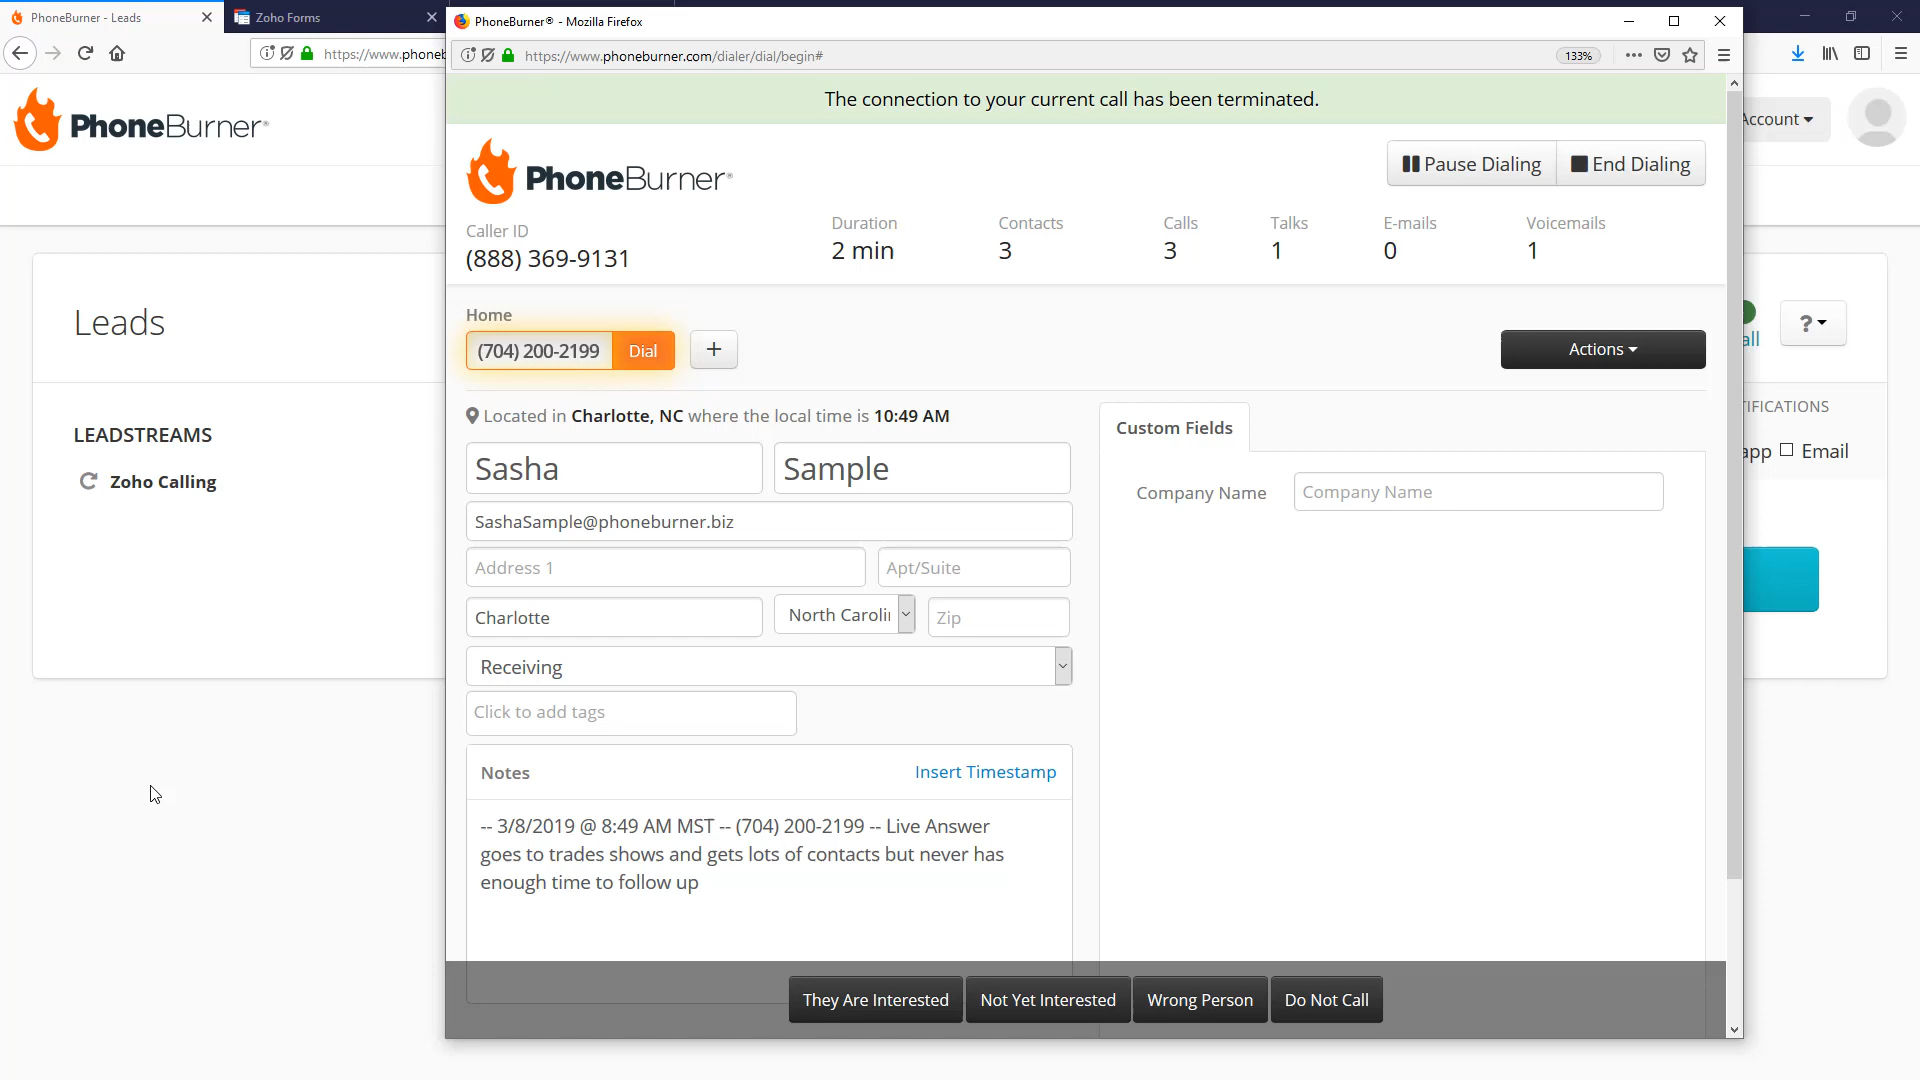 PhoneBurner - Leads
Zoho Forms
https://www.phoneb
PhoneBurner
Account
Leads
LEADSTREAMS
Zoho Calling
all
?
TIFICATIONS
app Email
PhoneBurner® - Mozilla Firefox
https://www.phoneburner.com/dialer/dial/begin#
133%
The connection to your current call has been terminated.
PhoneBurner®
Pause Dialing
End Dialing
Caller ID
(888) 369-9131
Duration
2 min
Contacts
3
Calls
3
Talks
1
E-mails
0
Voicemails
1
Home
(704) 200-2199
Dial
+
Actions
Located in Charlotte, NC where the local time is 10:49 AM
Sasha
Sample
SashaSample@phoneburner.biz
Address 1
Apt/Suite
Charlotte
North Caroli
Zip
Receiving
Click to add tags
Custom Fields
Company Name
Company Name
Notes
Insert Timestamp
-- 3/8/2019 @ 8:49 AM MST -- (704) 200-2199 -- Live Answer
goes to trades shows and gets lots of contacts but never has
enough time to follow up
They Are Interested
Not Yet Interested
Wrong Person
Do Not Call